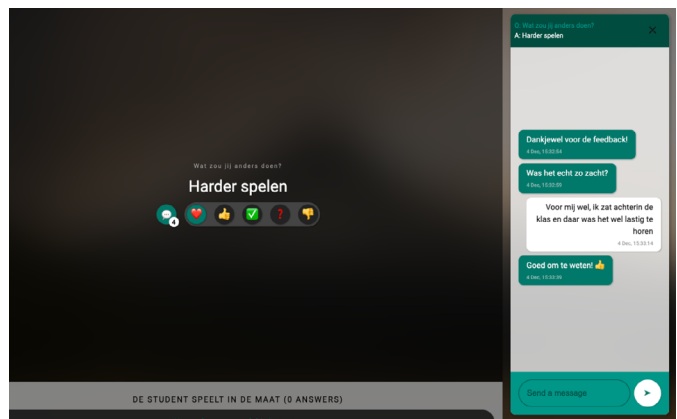 Wat zou jij anders doen?
Harder spelen
4
DE STUDENT SPEELT IN DE MAAT (0 ANSWERS)
Q: Wat zou jij anders doen?
A: Harder spelen
Dankjewel voor de feedback!
4 Dec, 15:32:54
Was het echt zo zacht?
4 Dec, 15:32:59
Voor mij wel, ik zat achterin de
klas en daar was het wel lastig te
horen
4 Dec, 15:33:14
Goed om te weten! 👍
4 Dec, 15:33:39
Send a message